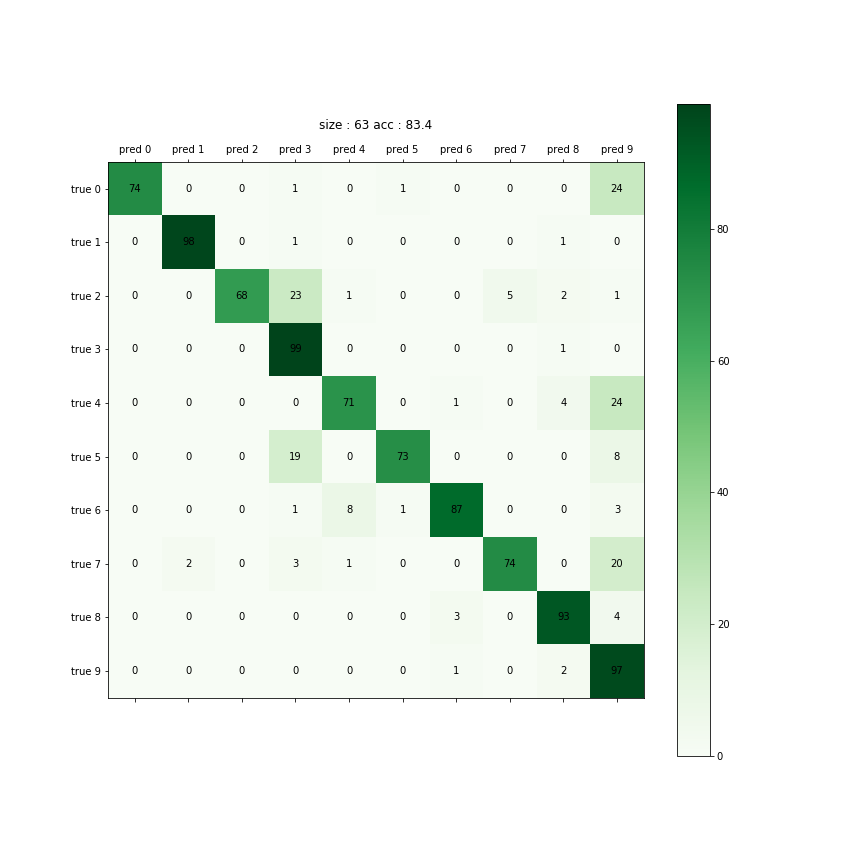 size : 63 acc : 83.4
pred 0 pred 1 pred 2 pred 3 pred 4 pred 5 pred 6 pred 7 pred 8 pred 9
true 0 74 0 0 1 0 1 0 0 0 24
true 1 0 98 0 1 0 0 0 0 1 0
true 2 0 0 68 23 1 0 0 5 2 1
true 3 0 0 0 99 0 0 0 0 1 0
true 4 0 0 0 0 71 0 1 0 4 24
true 5 0 0 0 19 0 73 0 0 0 8
true 6 0 0 0 1 8 1 87 0 0 3
true 7 0 2 0 3 1 0 0 74 0 20
true 8 0 0 0 0 0 0 3 0 93 4
true 9 0 0 0 0 0 0 1 0 2 97
80
60
40
20
0